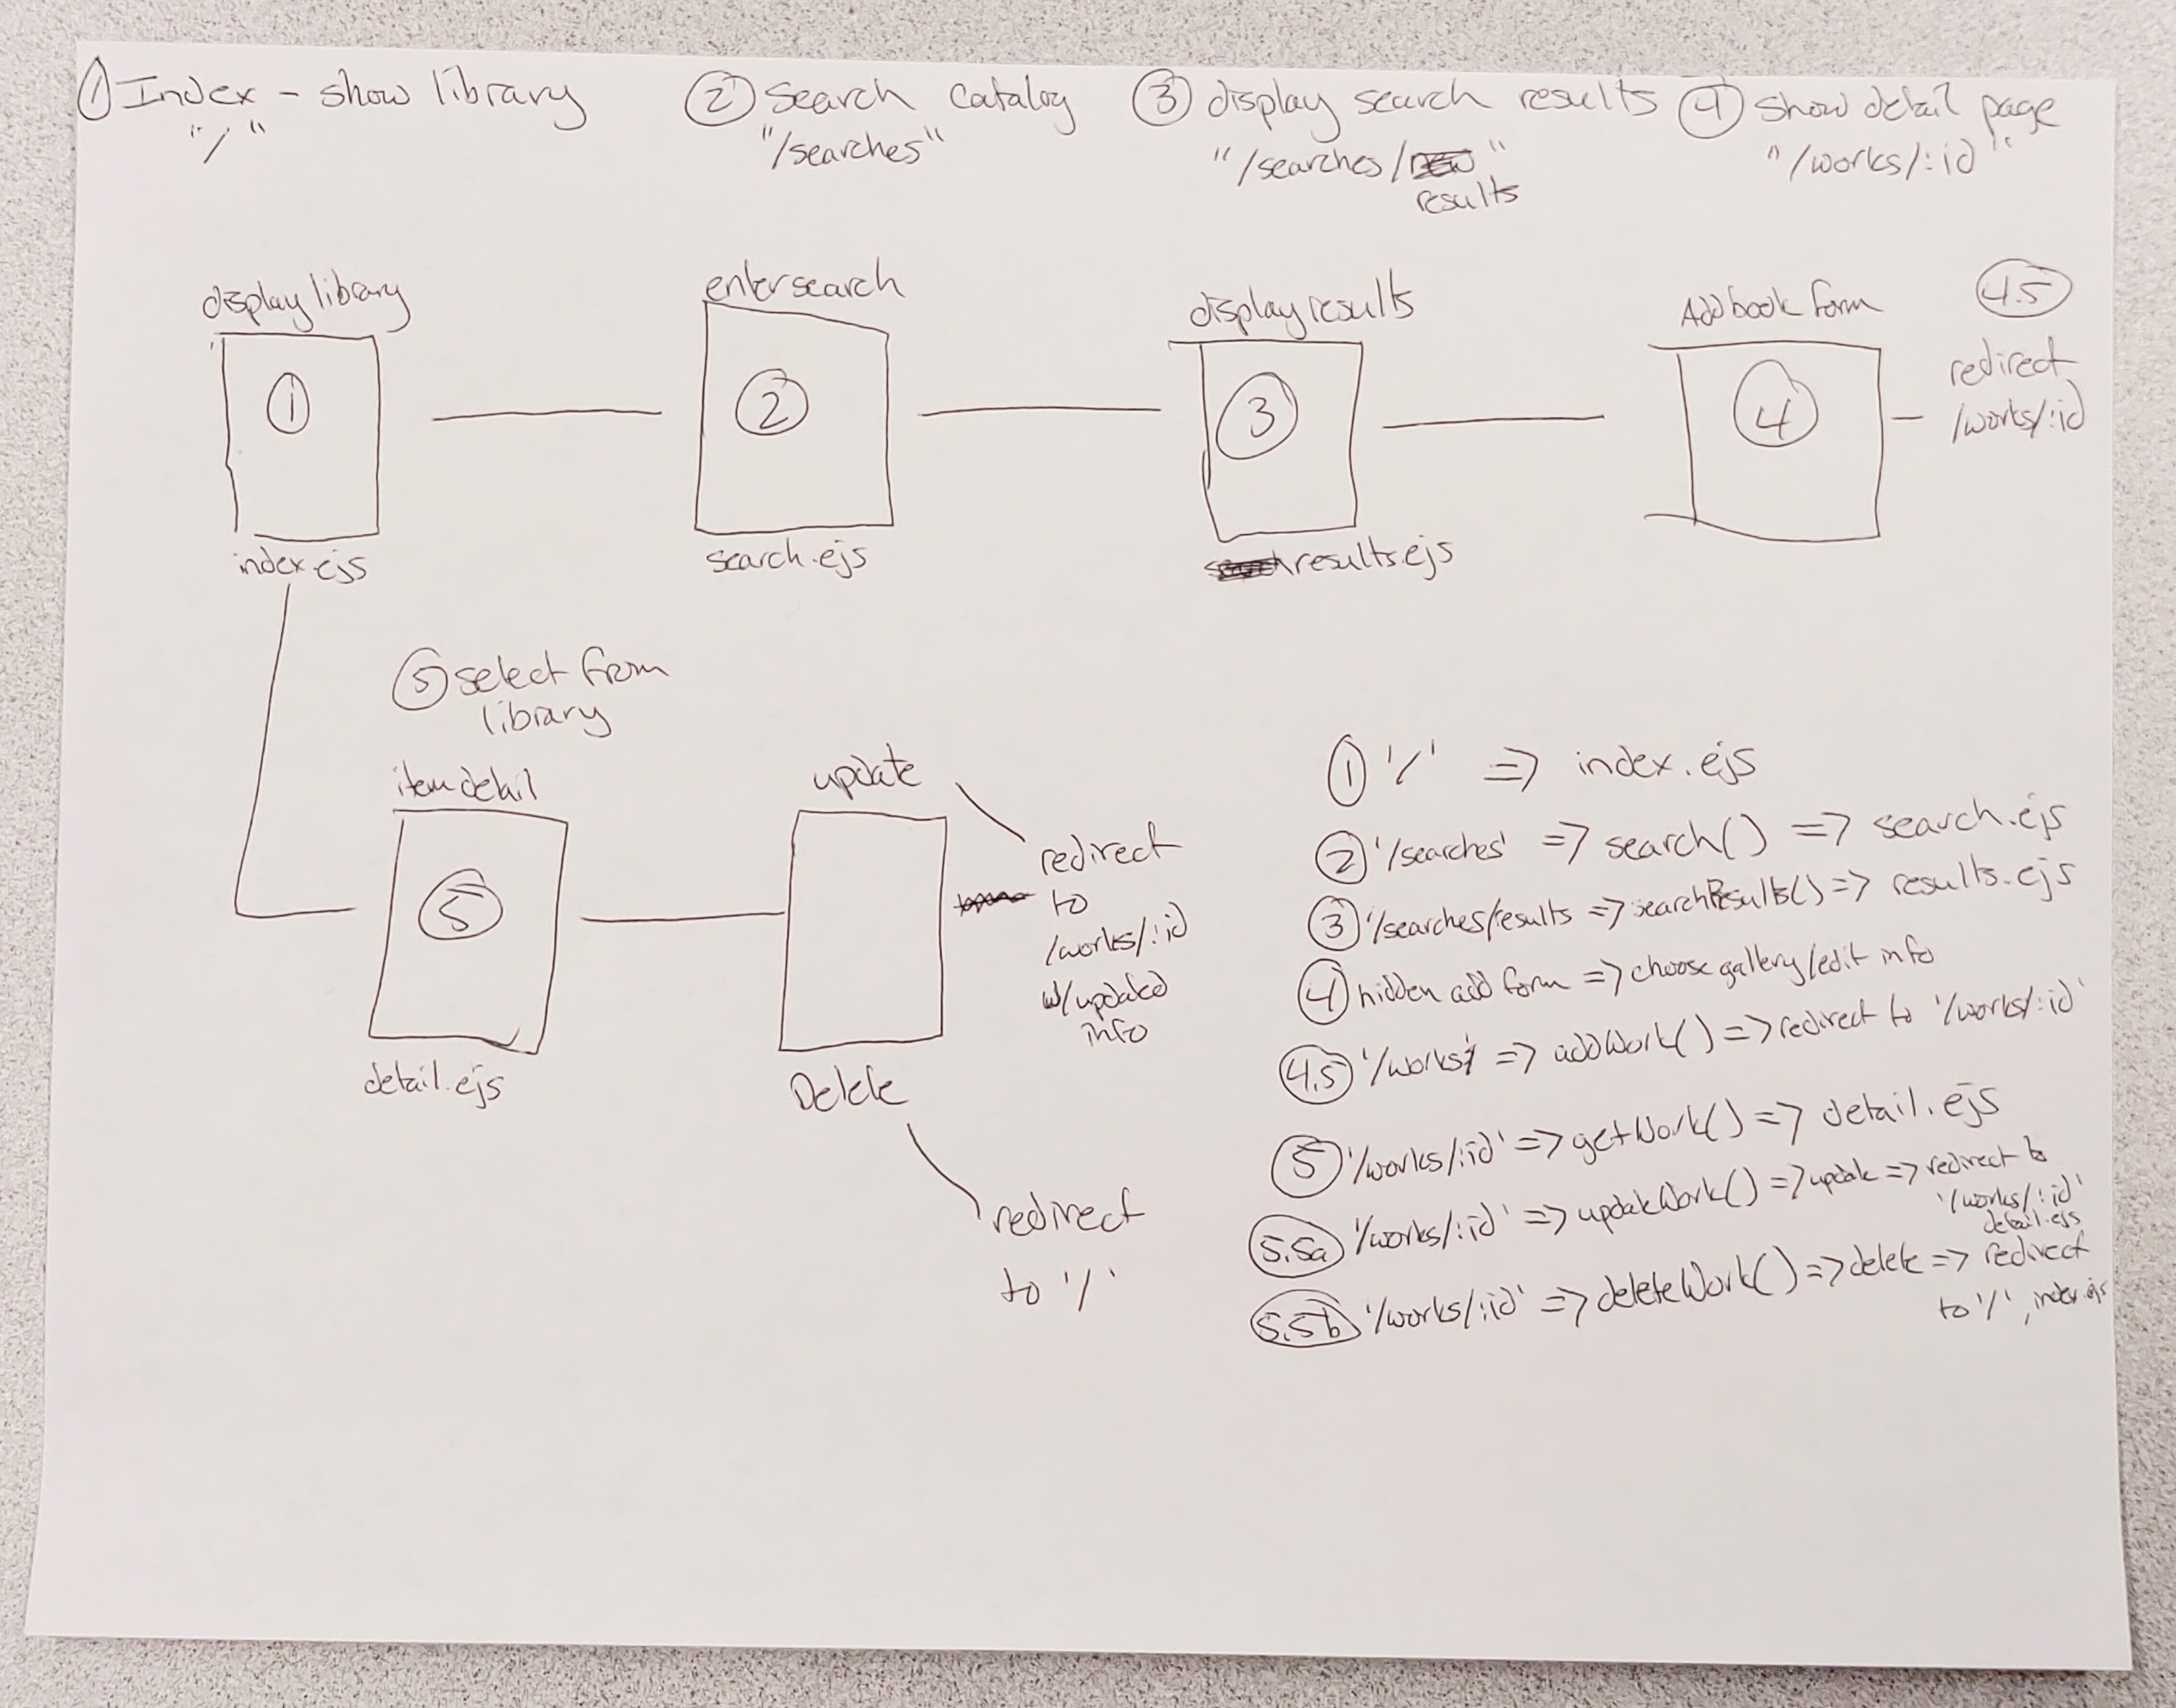 ① Index - show library
"/"
② search catalog
"/searches"
③ display search results
"/searches/ "
results
④ show detail page
"/works/:id"
display library
①
index.ejs
enter search
②
search.ejs
display results
③
results.ejs
Add book form
④
4.5
redirect
/works/:id
⑤ select from
library
item detail
⑤
detail.ejs
update
redirect
to
/works/:id
w/updated
info
Delete
redirect
to '/'
① '/' => index.ejs
② '/searches' => search() => search.ejs
③ '/searches/results => searchResults() => results.ejs
④ hidden add form => choose gallery/edit info
4.5 '/works' => addWork() => redirect to '/works/:id'
⑤ '/works/:id' => getWork() => detail.ejs
5.5a '/works/:id' => updateWork() => update => redirect to
'/works/:id'
detail.ejs
5.5b '/works/:id' => deleteWork() => delete => redirect
to '/', index.ejs